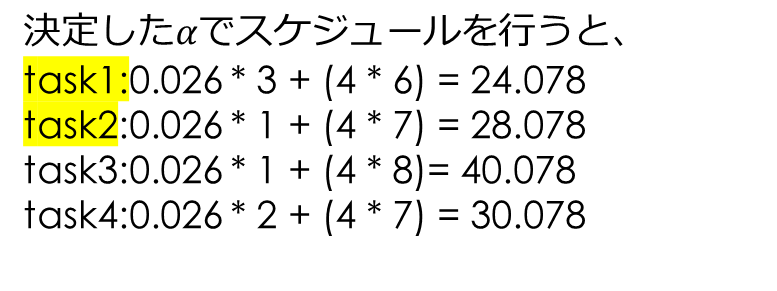 決定した𝛼でスケジュールを行うと、
task1:0.026 * 3 + (4 * 6) = 24.078
task2:0.026 * 1 + (4 * 7) = 28.078
task3:0.026 * 1 + (4 * 8)= 40.078
task4:0.026 * 2 + (4 * 7) = 30.078